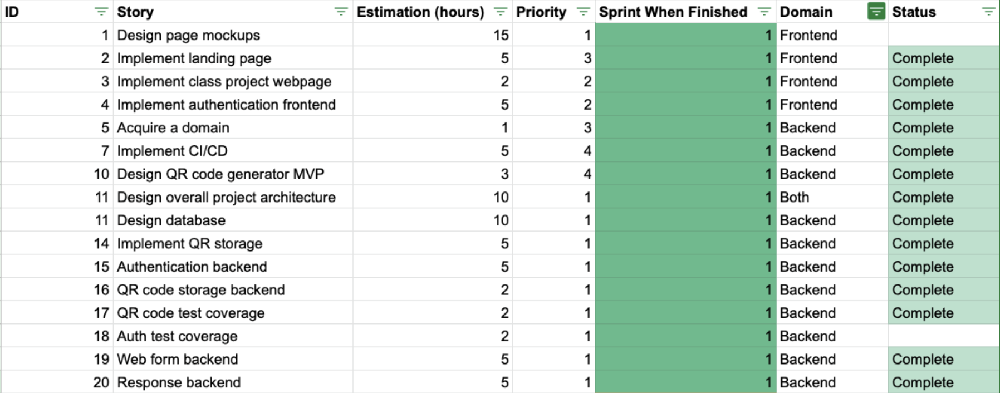 ID Story Estimation (hours) Priority Sprint When Finished Domain Status
1 Design page mockups 15 1 1 Frontend
2 Implement landing page 5 3 1 Frontend Complete
3 Implement class project webpage 2 2 1 Frontend Complete
4 Implement authentication frontend 5 2 1 Frontend Complete
5 Acquire a domain 1 3 1 Backend Complete
7 Implement CI/CD 5 4 1 Backend Complete
10 Design QR code generator MVP 3 4 1 Backend Complete
11 Design overall project architecture 10 1 1 Both Complete
11 Design database 10 1 1 Backend Complete
14 Implement QR storage 5 1 1 Backend Complete
15 Authentication backend 5 1 1 Backend Complete
16 QR code storage backend 2 1 1 Backend Complete
17 QR code test coverage 2 1 1 Backend Complete
18 Auth test coverage 2 1 1 Backend
19 Web form backend 5 1 1 Backend Complete
20 Response backend 5 1 1 Backend Complete